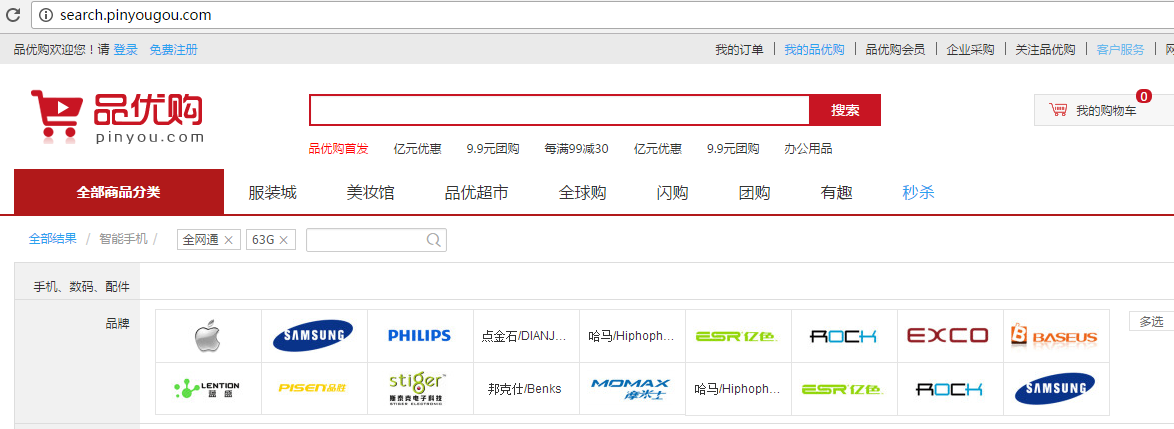 search.pinyougou.com
品优购欢迎您！请 登录 免费注册 我的订单 我的品优购 品优购会员 企业采购 关注品优购 客户服务
品优购
pinyou.com
搜索
我的购物车 0
品优购首发 亿元优惠 9.9元团购 每满99减30 亿元优惠 9.9元团购 办公用品
全部商品分类 服装城 美妆馆 品优超市 全球购 闪购 团购 有趣 秒杀
全部结果 / 智能手机 / 全网通 × 63G ×
手机、数码、配件
品牌
SAMSUNG PHILIPS 点金石/DIANJ... 哈马/Hiphoph... ESR亿色 ROCK EXCO BASEUS
多选
LENTION 蓝盛 PISEN品胜 stiger 斯泰克电子科技 STIGER ELECTRONIC 邦克仕/Benks MOMAX 摩米士 哈马/Hiphoph... ESR亿色 ROCK SAMSUNG